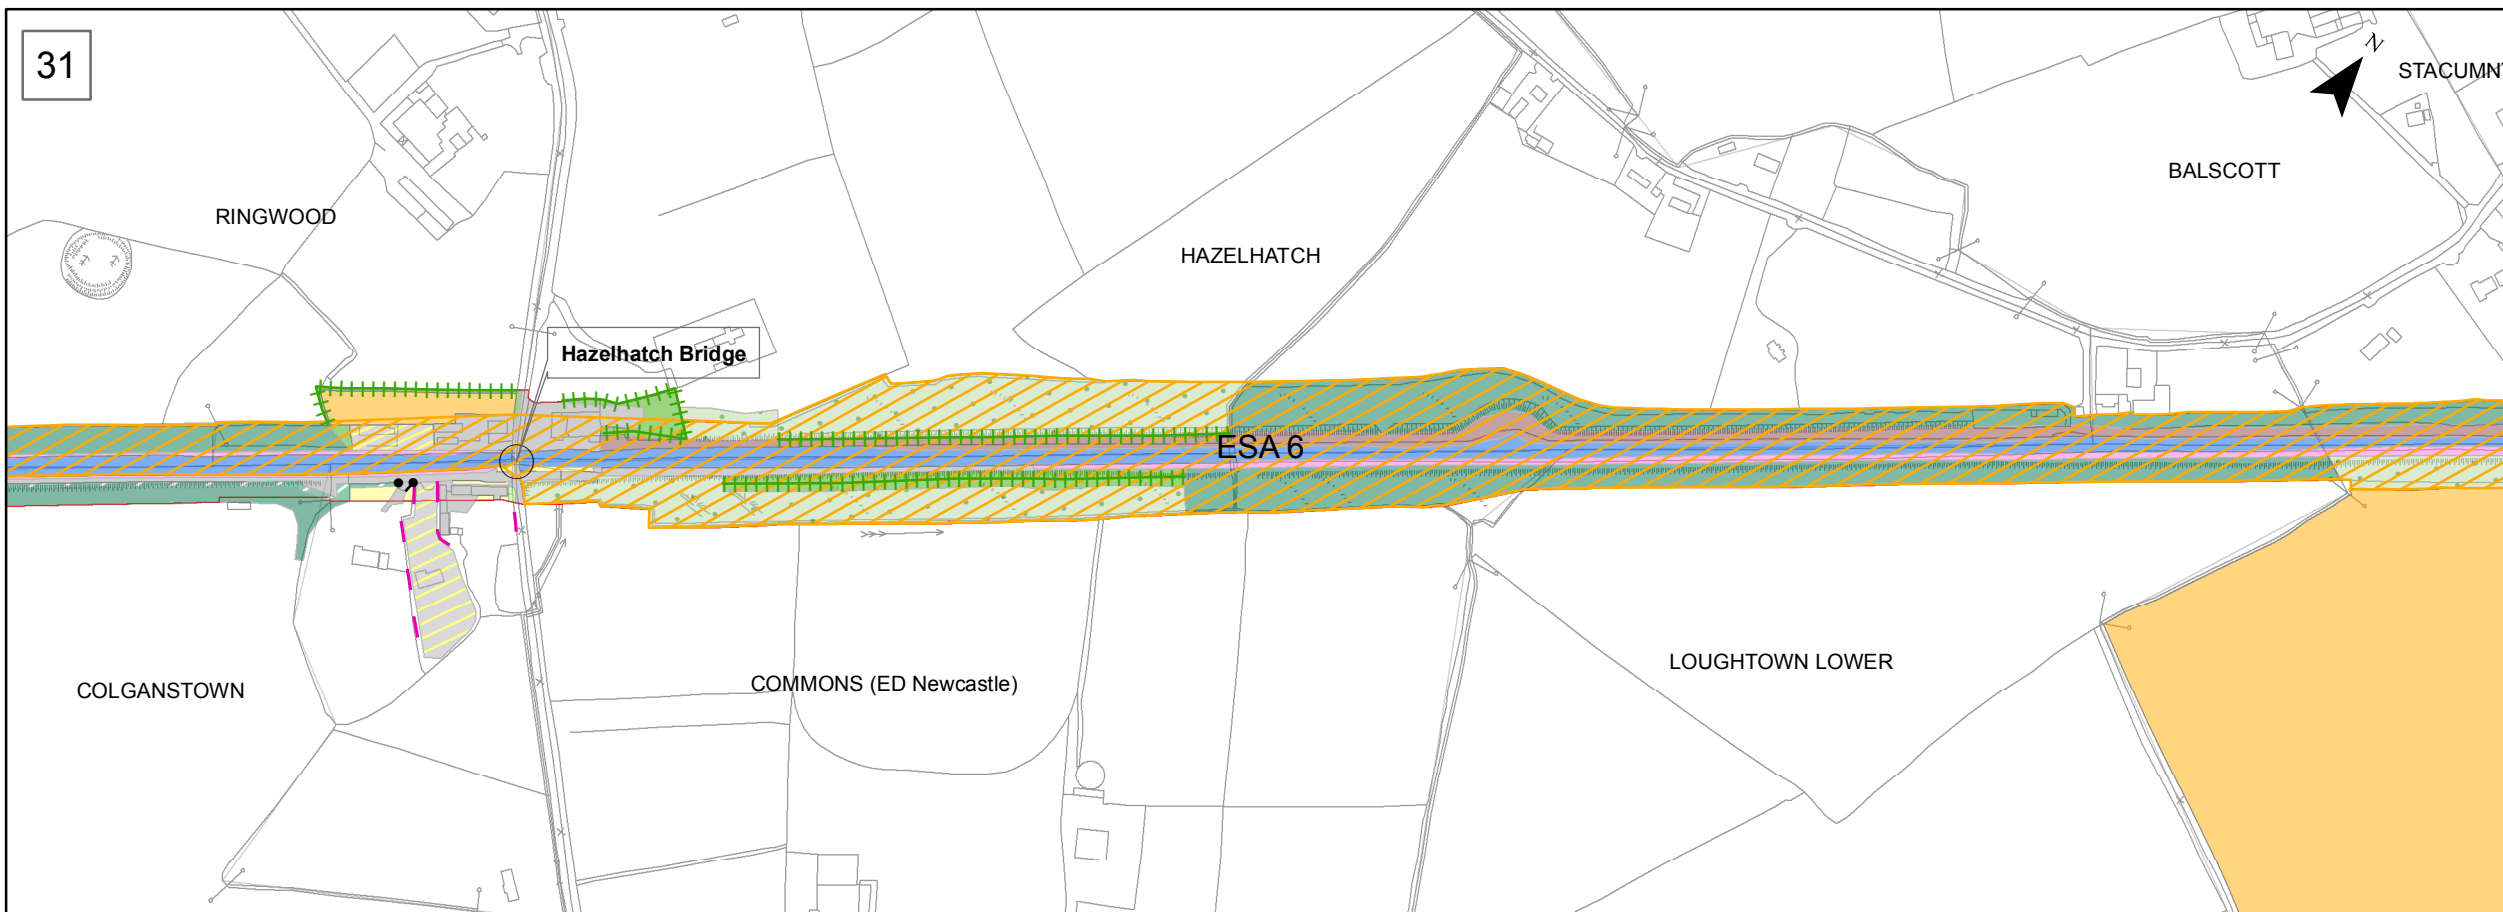 31
N
STACUMN
BALSCOTT
RINGWOOD
HAZELHATCH
Hazelhatch Bridge
ESA 6
LOUGHTOWN LOWER
COLGANSTOWN
COMMONS (ED Newcastle)